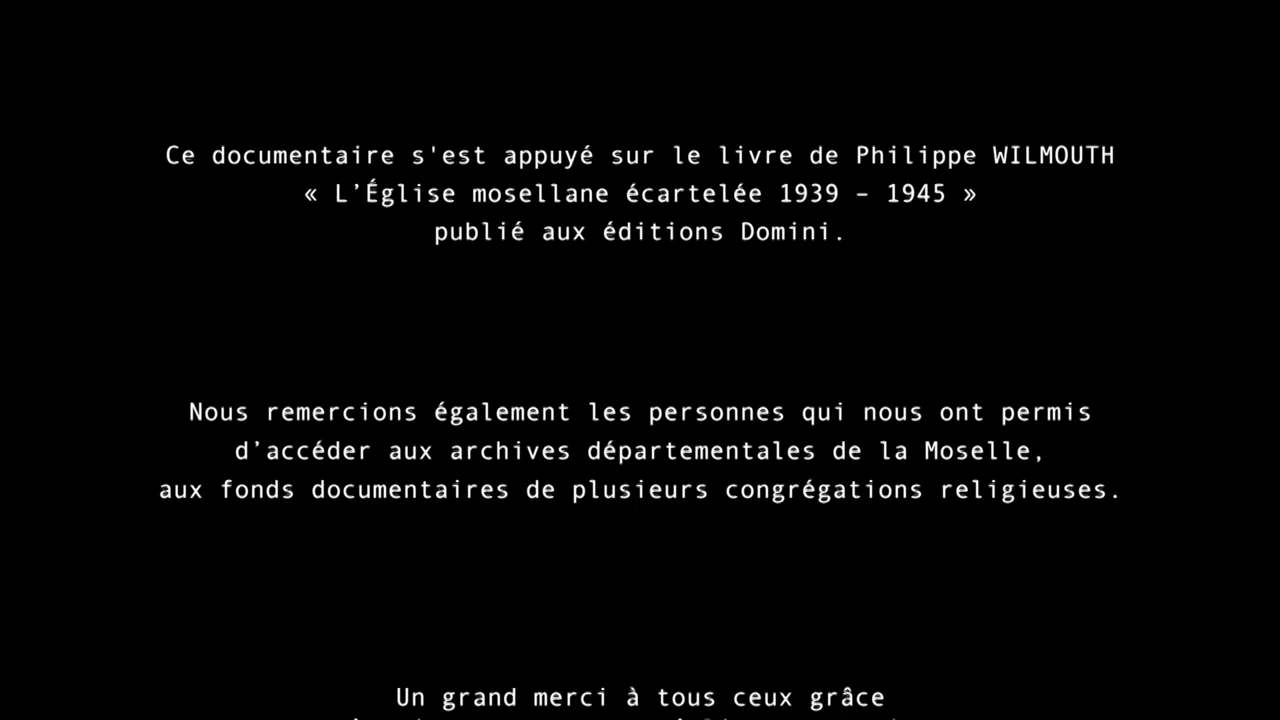 Ce documentaire s'est appuyé sur le livre de Philippe WILMOUTH
« L’Église mosellane écartelée 1939 – 1945 »
publié aux éditions Domini.
Nous remercions également les personnes qui nous ont permis
d’accéder aux archives départementales de la Moselle,
aux fonds documentaires de plusieurs congrégations religieuses.
Un grand merci à tous ceux grâce